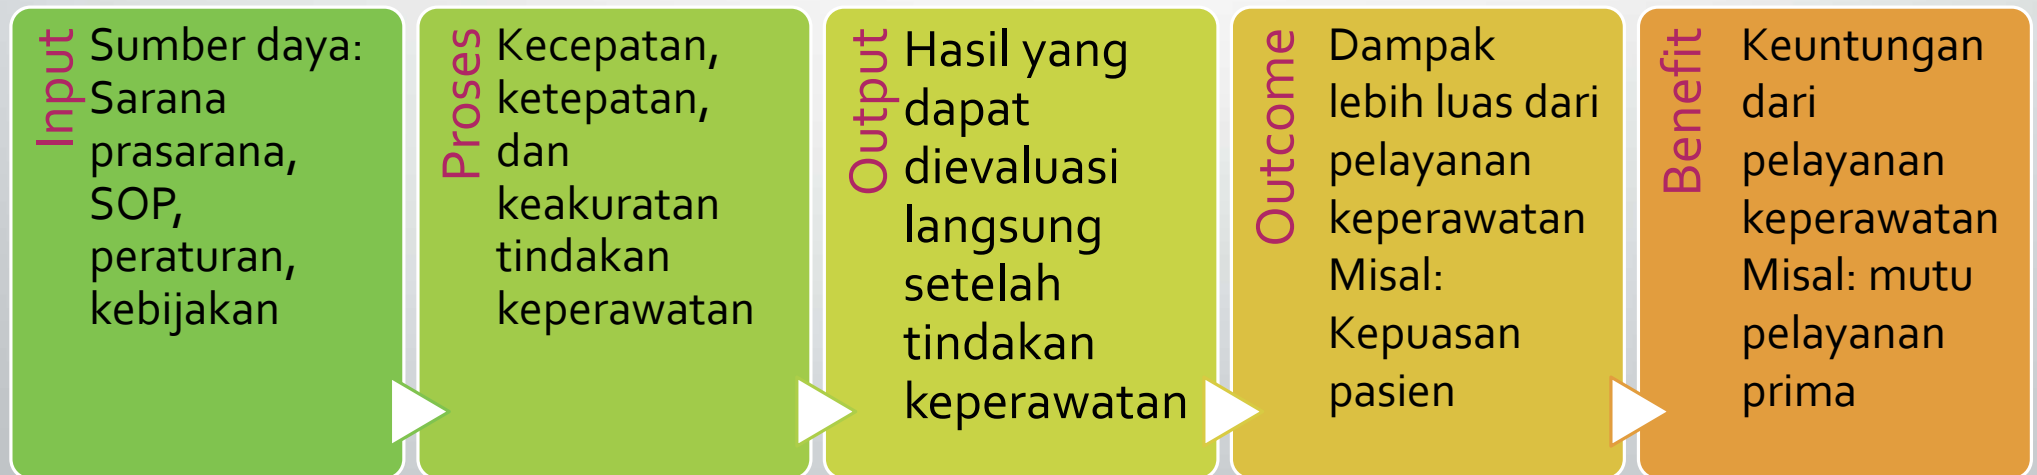 Input
Sumber daya:
Sarana
prasarana,
SOP,
peraturan,
kebijakan
Proses
Kecepatan,
ketepatan,
dan
keakuratan
tindakan
keperawatan
Output
Hasil yang
dapat
dievaluasi
langsung
setelah
tindakan
keperawatan
Outcome
Dampak
lebih luas dari
pelayanan
keperawatan
Misal:
Kepuasan
pasien
Benefit
Keuntungan
dari
pelayanan
keperawatan
Misal: mutu
pelayanan
prima